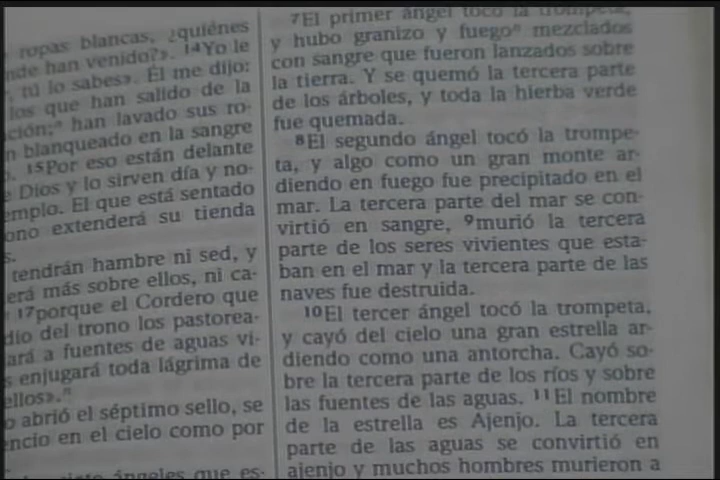 ropas blancas, ¿quiénes
han venido?». 14Yo le
tú lo sabes». Él me dijo:
los que han salido de la
han lavado sus ro-
blanqueado en la sangre
15Por eso están delante
Dios y lo sirven día y no-
El que está sentado
extenderá su tienda
tendrán hambre ni sed, y
más sobre ellos, ni ca-
17porque el Cordero que
del trono los pastorea-
a fuentes de aguas vi-
enjugará toda lágrima de
abrió el séptimo sello, se
en el cielo como por
ángeles que es-
7El primer ángel tocó la trompeta,
y hubo granizo y fuego mezclados
con sangre que fueron lanzados sobre
la tierra. Y se quemó la tercera parte
de los árboles, y toda la hierba verde
fue quemada.
8El segundo ángel tocó la trompe-
ta, y algo como un gran monte ar-
diendo en fuego fue precipitado en el
mar. La tercera parte del mar se con-
virtió en sangre, 9murió la tercera
parte de los seres vivientes que esta-
ban en el mar y la tercera parte de las
naves fue destruida.
10El tercer ángel tocó la trompeta,
y cayó del cielo una gran estrella ar-
diendo como una antorcha. Cayó so-
bre la tercera parte de los ríos y sobre
las fuentes de las aguas. 11El nombre
de la estrella es Ajenjo. La tercera
parte de las aguas se convirtió en
ajenjo y muchos hombres murieron a